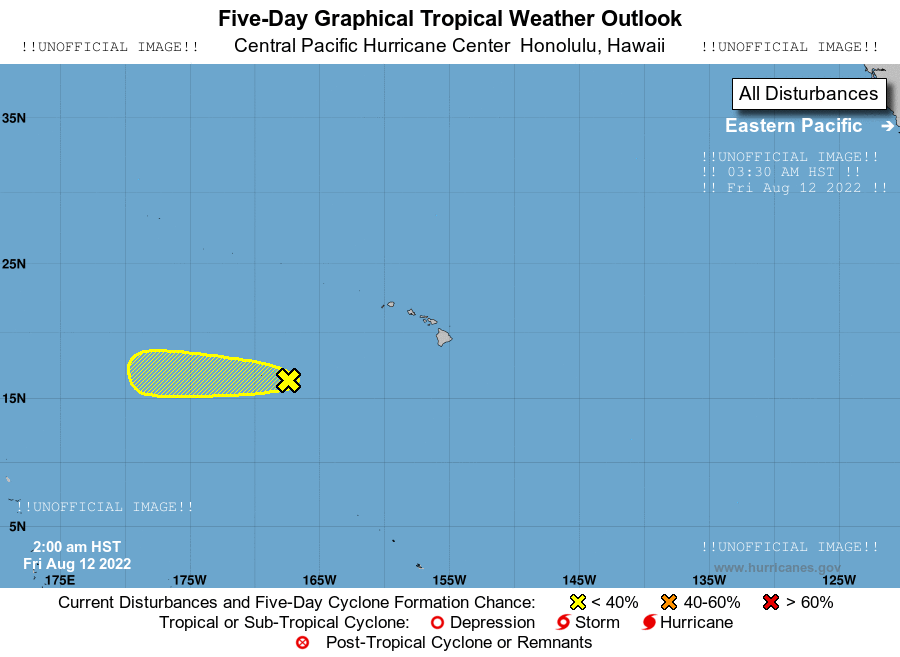 Five-Day Graphical Tropical Weather Outlook
!!UNOFFICIAL IMAGE!! Central Pacific Hurricane Center Honolulu, Hawaii !!UNOFFICIAL IMAGE!!
All Disturbances
35N
Eastern Pacific →
!!UNOFFICIAL IMAGE!!
!! 03:30 AM HST !!
!! Fri Aug 12 2022 !!
25N
15N
!!UNOFFICIAL IMAGE!!
5N
2:00 am HST
Fri Aug 12 2022
!!UNOFFICIAL IMAGE!!
www.hurricanes.gov
175E 175W 165W 155W 145W 135W 125W
Current Disturbances and Five-Day Cyclone Formation Chance: < 40% 40-60% > 60%
Tropical or Sub-Tropical Cyclone: Depression Storm Hurricane
Post-Tropical Cyclone or Remnants